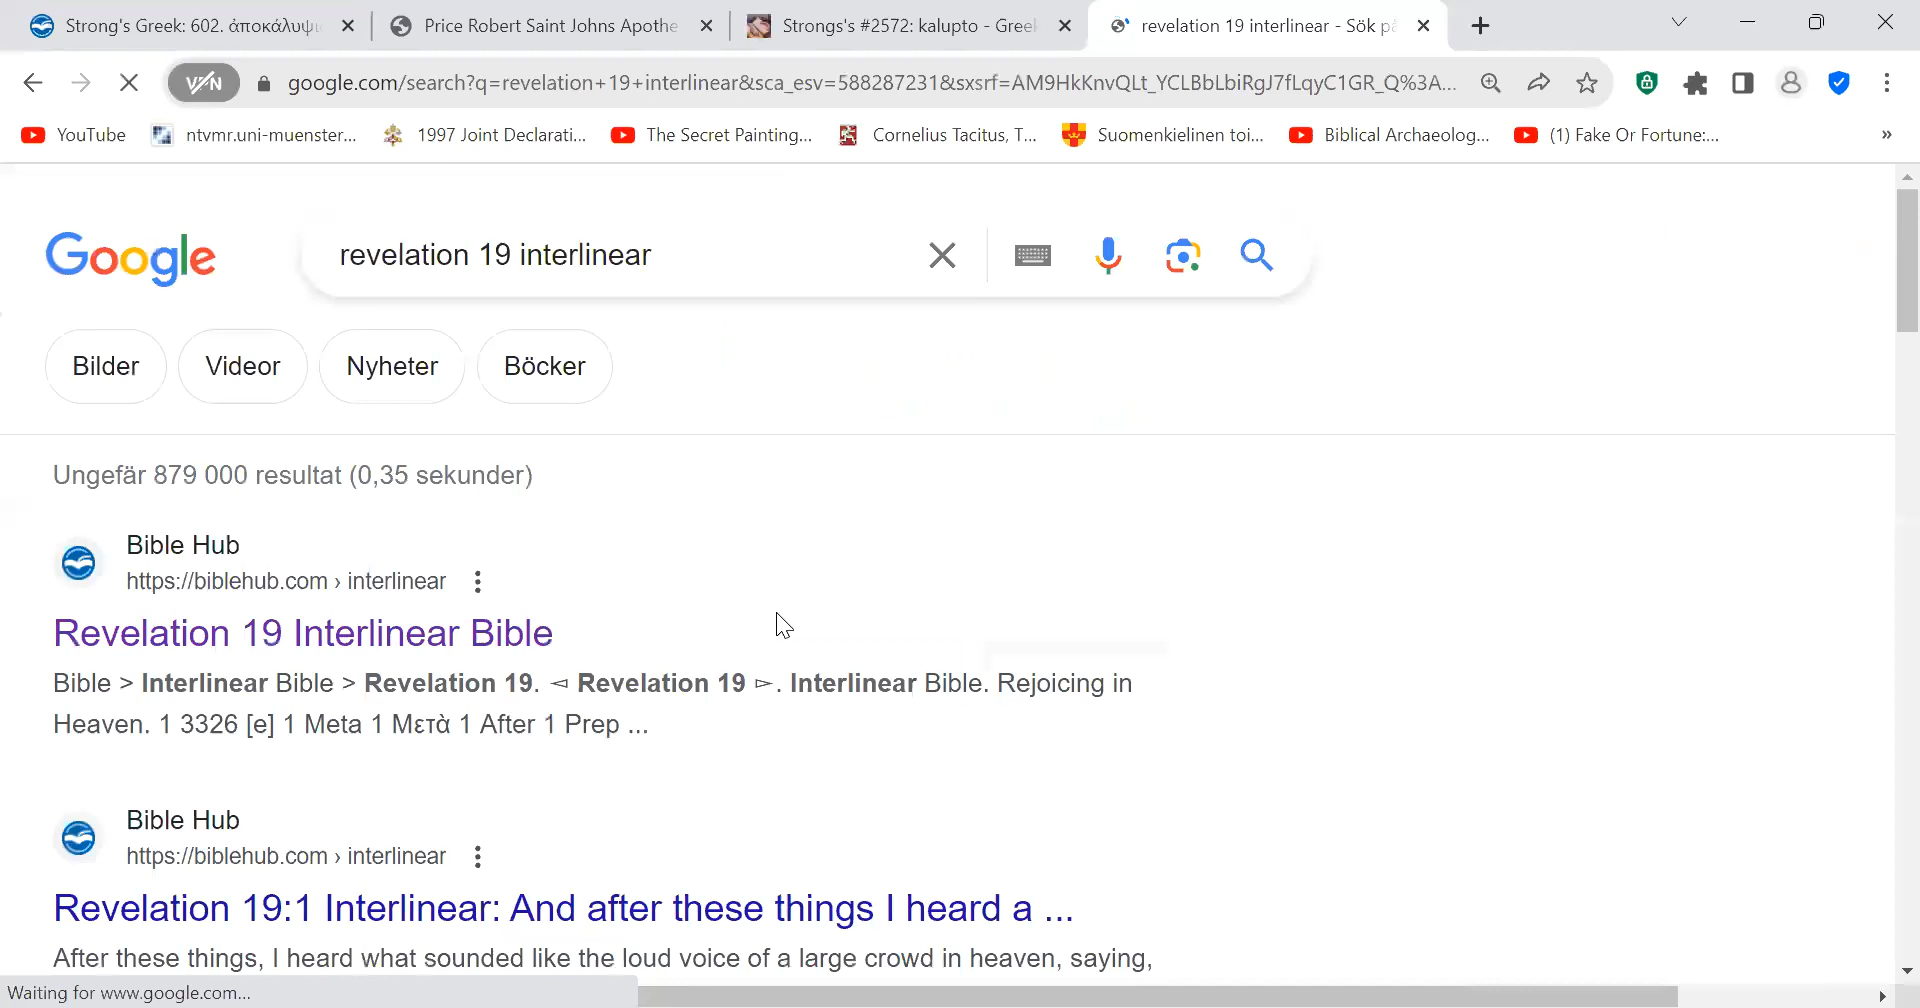 Strong's Greek: 602. ἀποκάλυψι
Price Robert Saint Johns Apothe
Strongs's #2572: kalupto - Greek
revelation 19 interlinear - Sök på
VPN
google.com/search?q=revelation+19+interlinear&sca_esv=588287231&sxsrf=AM9HkKnvQLt_YCLBbLbiRgJ7fLqyC1GR_Q%3A...
YouTube
ntvmr.uni-muenster...
1997 Joint Declarati...
The Secret Painting...
Cornelius Tacitus, T...
Suomenkielinen toi...
Biblical Archaeolog...
(1) Fake Or Fortune:...
»
Google
revelation 19 interlinear
Bilder
Videor
Nyheter
Böcker
Ungefär 879 000 resultat (0,35 sekunder)
Bible Hub
https://biblehub.com › interlinear
Revelation 19 Interlinear Bible
Bible > Interlinear Bible > Revelation 19. ◅ Revelation 19 ▻. Interlinear Bible. Rejoicing in
Heaven. 1 3326 [e] 1 Meta 1 Μετὰ 1 After 1 Prep ...
Bible Hub
https://biblehub.com › interlinear
Revelation 19:1 Interlinear: And after these things I heard a ...
After these things, I heard what sounded like the loud voice of a large crowd in heaven, saying,
Waiting for www.google.com...